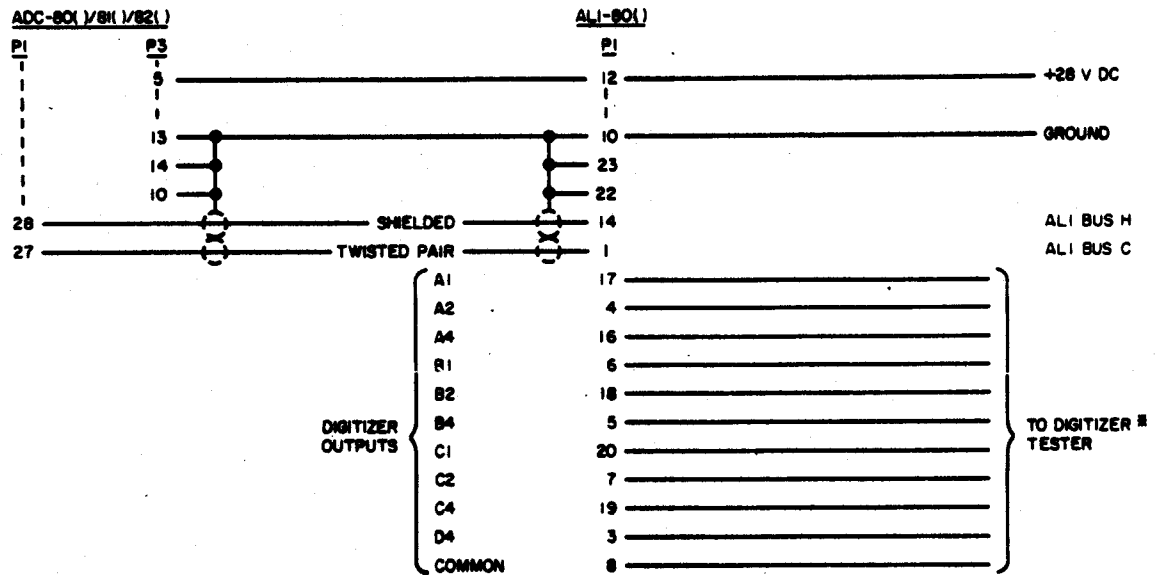 ADC-80( )/81( )/82( ) ALI-80( )
P1 P3 P1
5 12 +28 V DC
13 10 GROUND
14 23
10 22
28 SHIELDED 14 ALI BUS H
27 TWISTED PAIR 1 ALI BUS C
A1 17
A2 4
A4 16
B1 6
B2 18
DIGITIZER OUTPUTS B4 5 TO DIGITIZER * TESTER
C1 20
C2 7
C4 19
D4 3
COMMON 8